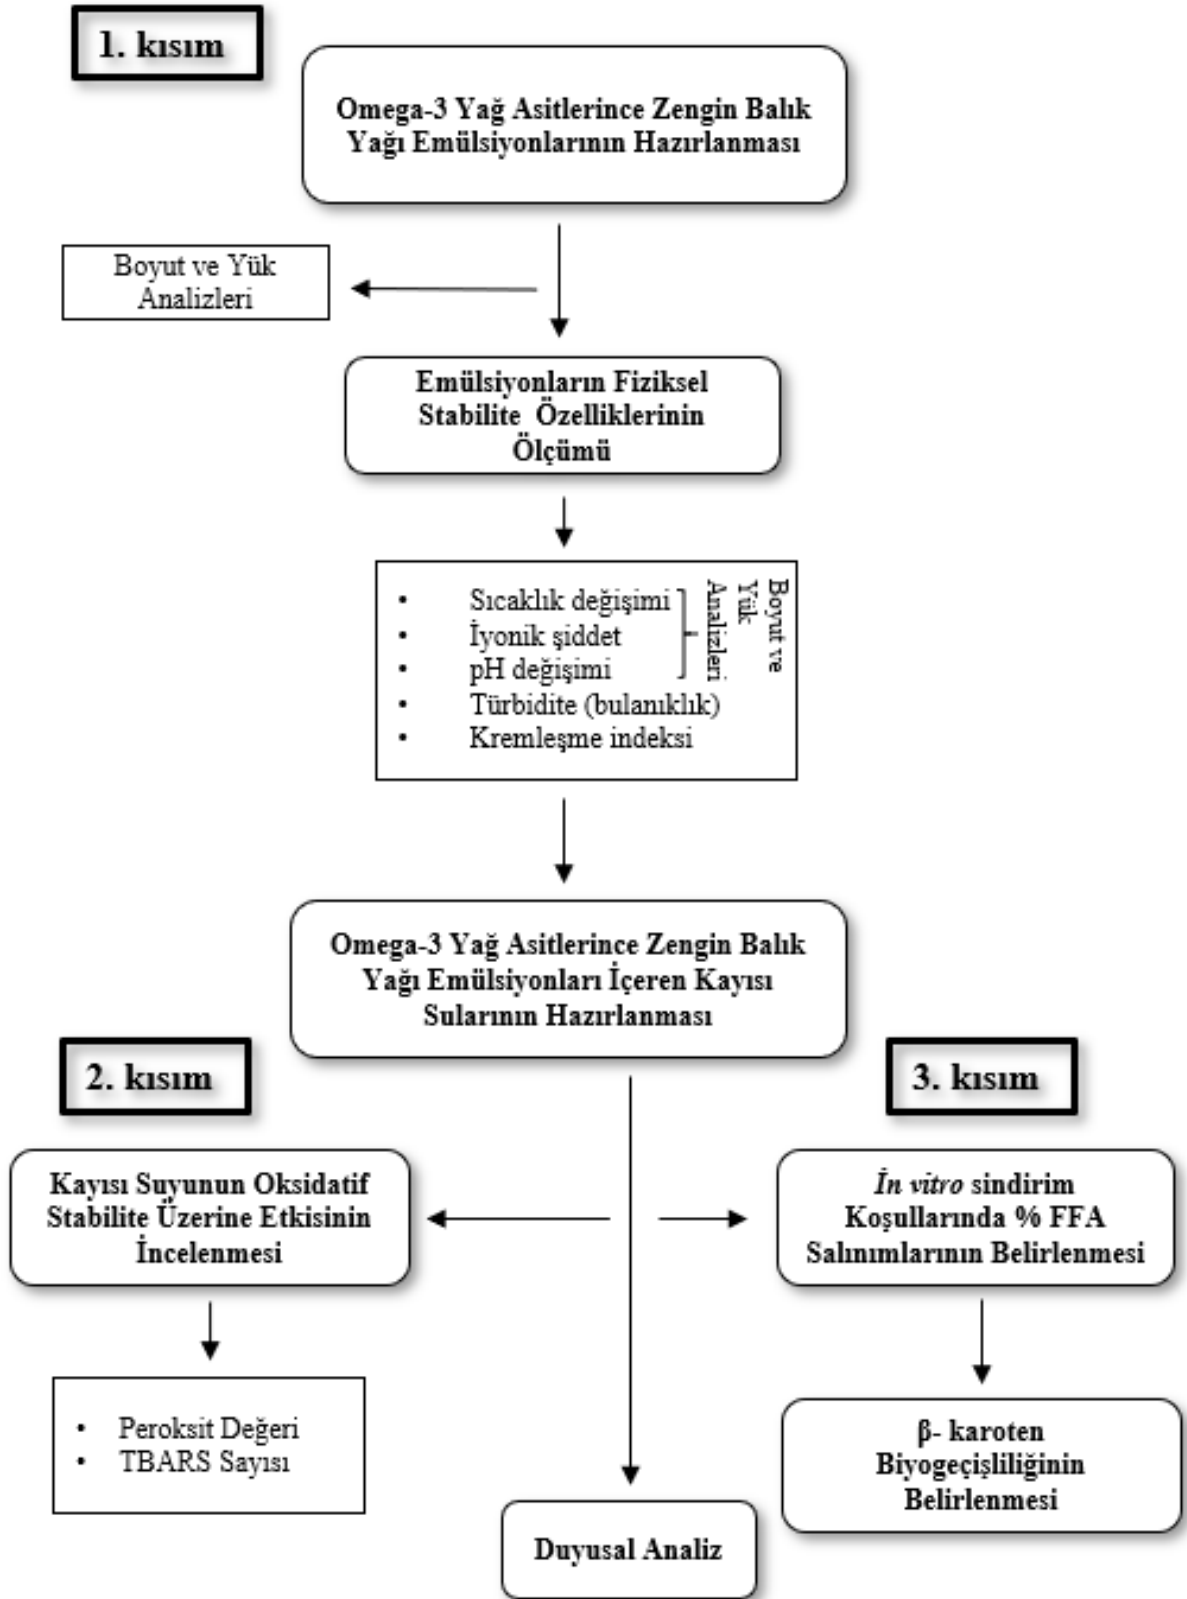 1. kısım
Omega-3 Yağ Asitlerince Zengin Balık
Yağı Emülsiyonlarının Hazırlanması
Boyut ve Yük
Analizleri
Emülsiyonların Fiziksel
Stabilite Özelliklerinin
Ölçümü
• Sıcaklık değişimi
• İyonik şiddet
• pH değişimi
• Türbidite (bulanıklık)
• Kremleşme indeksi
Boyut ve
Yük
Analizleri
Omega-3 Yağ Asitlerince Zengin Balık
Yağı Emülsiyonları İçeren Kayısı
Sularının Hazırlanması
2. kısım
Kayısı Suyunun Oksidatif
Stabilite Üzerine Etkisinin
İncelenmesi
• Peroksit Değeri
• TBARS Sayısı
3. kısım
İn vitro sindirim
Koşullarında % FFA
Salınımlarının Belirlenmesi
β- karoten
Biyogeçişliliğinin
Belirlenmesi
Duyusal Analiz